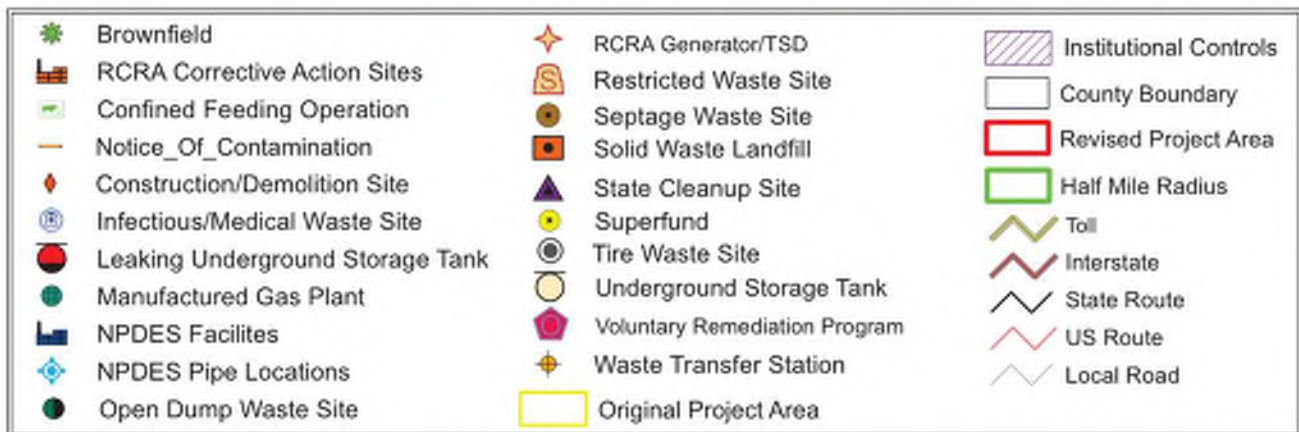 Brownfield
RCRA Corrective Action Sites
Confined Feeding Operation
Notice_Of_Contamination
Construction/Demolition Site
Infectious/Medical Waste Site
Leaking Underground Storage Tank
Manufactured Gas Plant
NPDES Facilites
NPDES Pipe Locations
Open Dump Waste Site
RCRA Generator/TSD
S
Restricted Waste Site
Septage Waste Site
Solid Waste Landfill
State Cleanup Site
Superfund
Tire Waste Site
Underground Storage Tank
Voluntary Remediation Program
Waste Transfer Station
Original Project Area
Institutional Controls
County Boundary
Revised Project Area
Half Mile Radius
Toll
Interstate
State Route
US Route
Local Road